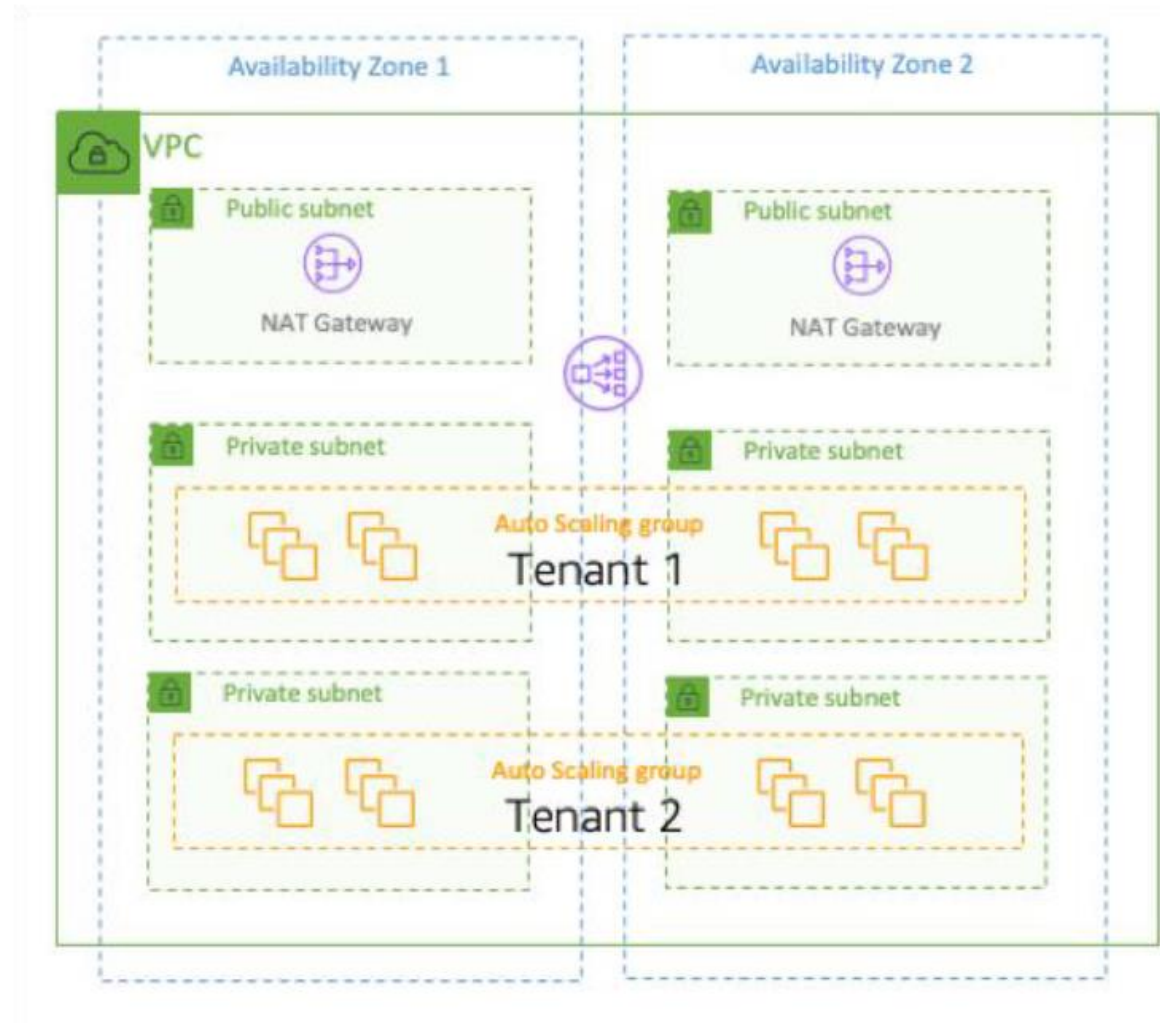 Availability Zone 1
Availability Zone 2
VPC
Public subnet
NAT Gateway
Public subnet
NAT Gateway
Private subnet
Private subnet
Auto Scaling group
Tenant 1
Private subnet
Private subnet
Auto Scaling group
Tenant 2